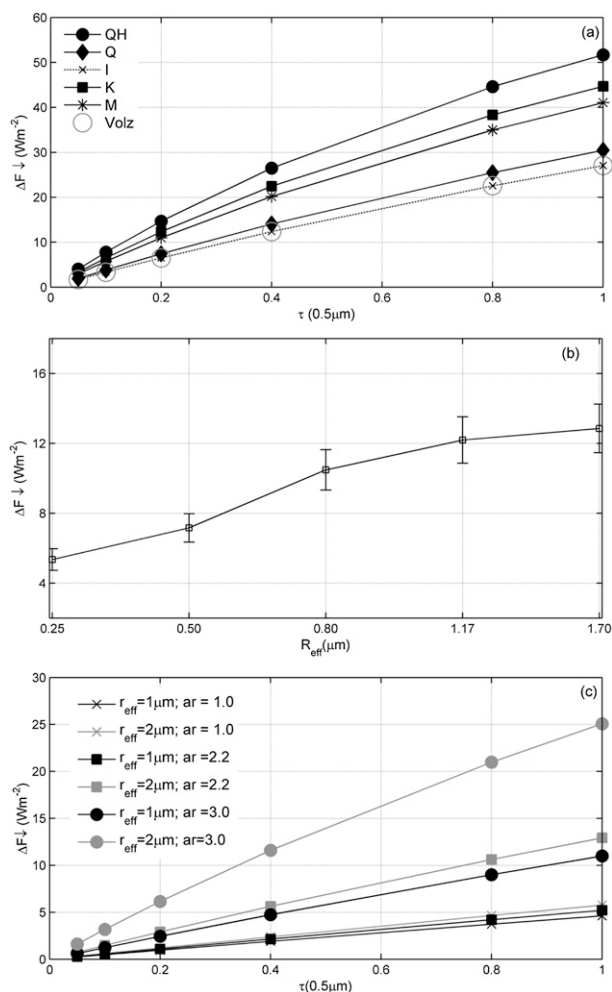 (a)
60
50
40
30
20
10
0
ΔF ↓ (Wm⁻²)
QH
Q
I
K
M
Volz
0 0.2 0.4 0.6 0.8 1
τ (0.5μm)
(b)
16
12
8
4
ΔF ↓ (Wm⁻²)
0.25 0.50 0.80 1.17 1.70
R_eff(μm)
(c)
30
25
20
15
10
5
0
ΔF ↓ (Wm⁻²)
r_eff=1μm; ar = 1.0
r_eff=2μm; ar = 1.0
r_eff=1μm; ar=2.2
r_eff=2μm; ar=2.2
r_eff=1μm; ar=3.0
r_eff=2μm; ar=3.0
0 0.2 0.4 0.6 0.8 1
τ(0.5μm)